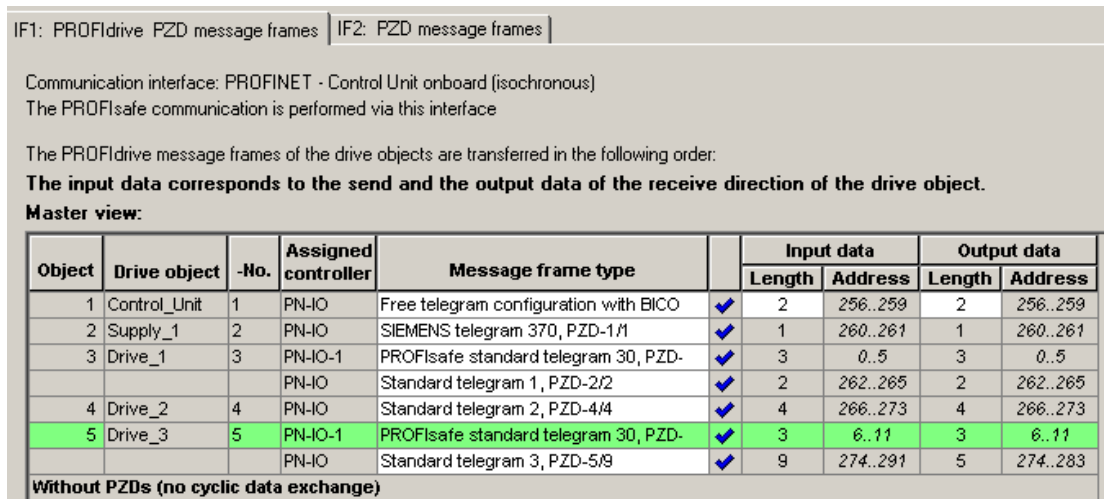 IF1: PROFIdrive PZD message frames IF2: PZD message frames
Communication interface: PROFINET - Control Unit onboard (isochronous)
The PROFIsafe communication is performed via this interface
The PROFIdrive message frames of the drive objects are transferred in the following order:
The input data corresponds to the send and the output data of the receive direction of the drive object.
Master view:
Object Drive object -No. Assigned controller Message frame type Input data Output data
Length Address Length Address
1 Control_Unit 1 PN-IO Free telegram configuration with BICO 2 256..259 2 256..259
2 Supply_1 2 PN-IO SIEMENS telegram 370, PZD-1/1 1 260..261 1 260..261
3 Drive_1 3 PN-IO-1 PROFIsafe standard telegram 30, PZD- 3 0..5 3 0..5
PN-IO Standard telegram 1, PZD-2/2 2 262..265 2 262..265
4 Drive_2 4 PN-IO Standard telegram 2, PZD-4/4 4 266..273 4 266..273
5 Drive_3 5 PN-IO-1 PROFIsafe standard telegram 30, PZD- 3 6..11 3 6..11
PN-IO Standard telegram 3, PZD-5/9 9 274..291 5 274..283
Without PZDs (no cyclic data exchange)